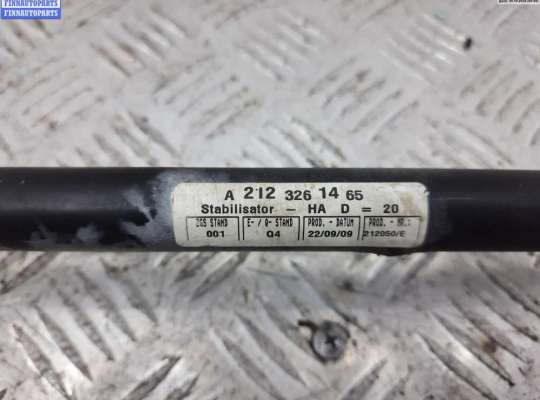 FINNAUTOPARTS
FINNAUTOPARTS
A 212 326 14 65
Stabilisator - HA D = 20
ZGS STAND E- / Q- STAND PROD. - DATUM PROD. - NR.:
001 Q4 22/09/09 212050/E